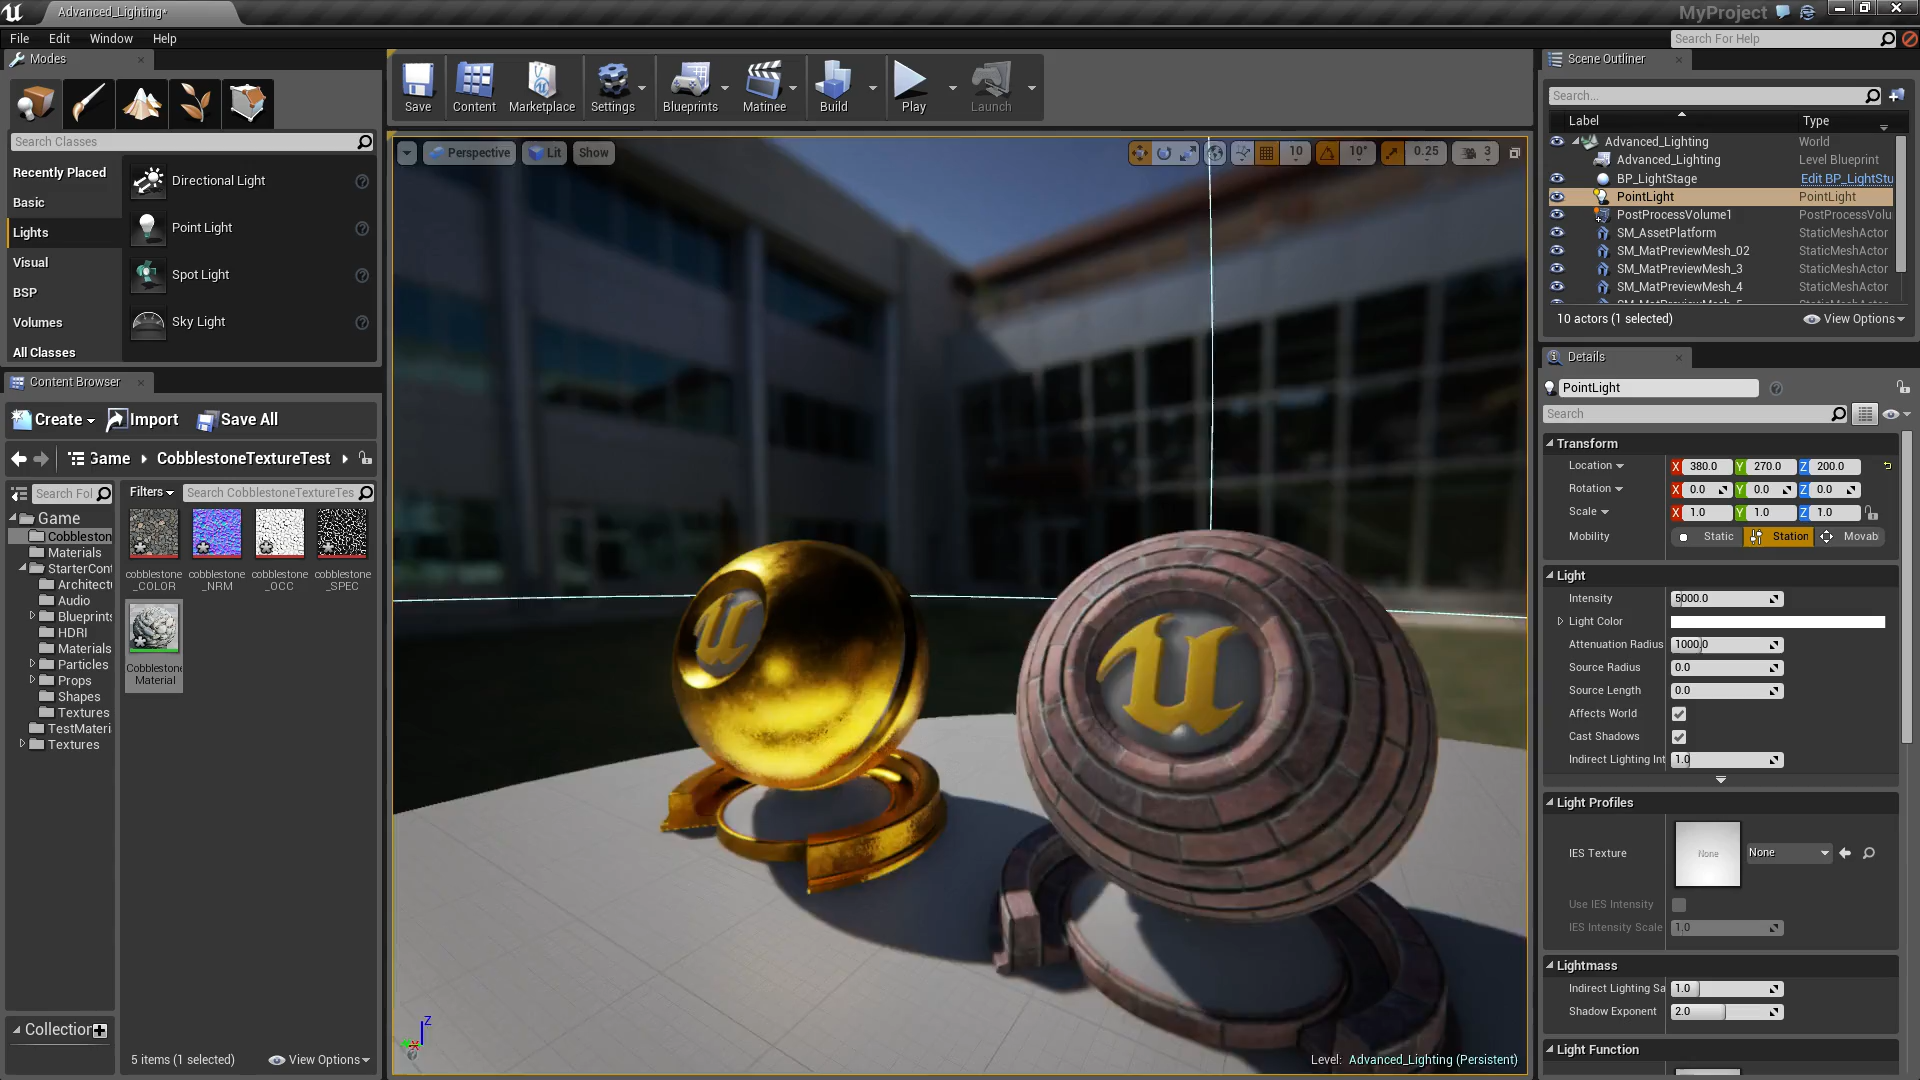 Advanced_Lighting*
MyProject
File Edit Window Help
Search For Help
Modes
Search Classes
Recently Placed
Basic
Lights
Visual
BSP
Volumes
All Classes
Directional Light
Point Light
Spot Light
Sky Light
Content Browser
Create Import Save All
Game CobblestoneTextureTest
Search Fol
Filters Search CobblestoneTextureTes
Game
Cobbleston
Materials
StarterCont
Architectu
Audio
Blueprints
HDRI
Materials
Particles
Props
Shapes
Textures
TestMateri
Textures
cobblestone
_COLOR
cobblestone
_NRM
cobblestone
_OCC
cobblestone
_SPEC
Cobblestone
Material
Collection
5 items (1 selected) View Options
Save Content Marketplace Settings Blueprints Matinee Build Play Launch
Perspective Lit Show
10 10° 0.25 3
Z
Level: Advanced_Lighting (Persistent)
Scene Outliner
Search...
Label Type
Advanced_Lighting World
Advanced_Lighting Level Blueprint
BP_LightStage Edit BP_LightStu
PointLight PointLight
PostProcessVolume1 PostProcessVolu
SM_AssetPlatform StaticMeshActor
SM_MatPreviewMesh_02 StaticMeshActor
SM_MatPreviewMesh_3 StaticMeshActor
SM_MatPreviewMesh_4 StaticMeshActor
10 actors (1 selected) View Options
Details
PointLight
Search
Transform
Location X 380.0 Y 270.0 Z 200.0
Rotation X 0.0 Y 0.0 Z 0.0
Scale X 1.0 Y 1.0 Z 1.0
Mobility Static Station Movab
Light
Intensity 5000.0
Light Color
Attenuation Radius 1000.0
Source Radius 0.0
Source Length 0.0
Affects World
Cast Shadows
Indirect Lighting Int 1.0
Light Profiles
IES Texture None None
Use IES Intensity
IES Intensity Scale 1.0
Lightmass
Indirect Lighting Sa 1.0
Shadow Exponent 2.0
Light Function